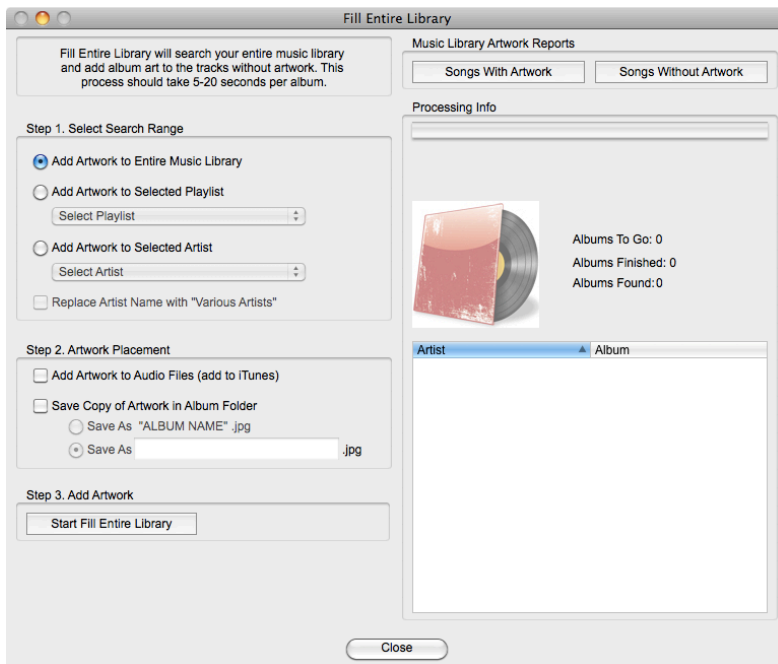 Fill Entire Library
Fill Entire Library will search your entire music library
and add album art to the tracks without artwork. This
process should take 5-20 seconds per album.
Step 1. Select Search Range
Add Artwork to Entire Music Library
Add Artwork to Selected Playlist
Select Playlist
Add Artwork to Selected Artist
Select Artist
Replace Artist Name with "Various Artists"
Step 2. Artwork Placement
Add Artwork to Audio Files (add to iTunes)
Save Copy of Artwork in Album Folder
Save As "ALBUM NAME" .jpg
Save As .jpg
Step 3. Add Artwork
Start Fill Entire Library
Music Library Artwork Reports
Songs With Artwork Songs Without Artwork
Processing Info
Albums To Go: 0
Albums Finished: 0
Albums Found:0
Artist Album
Close